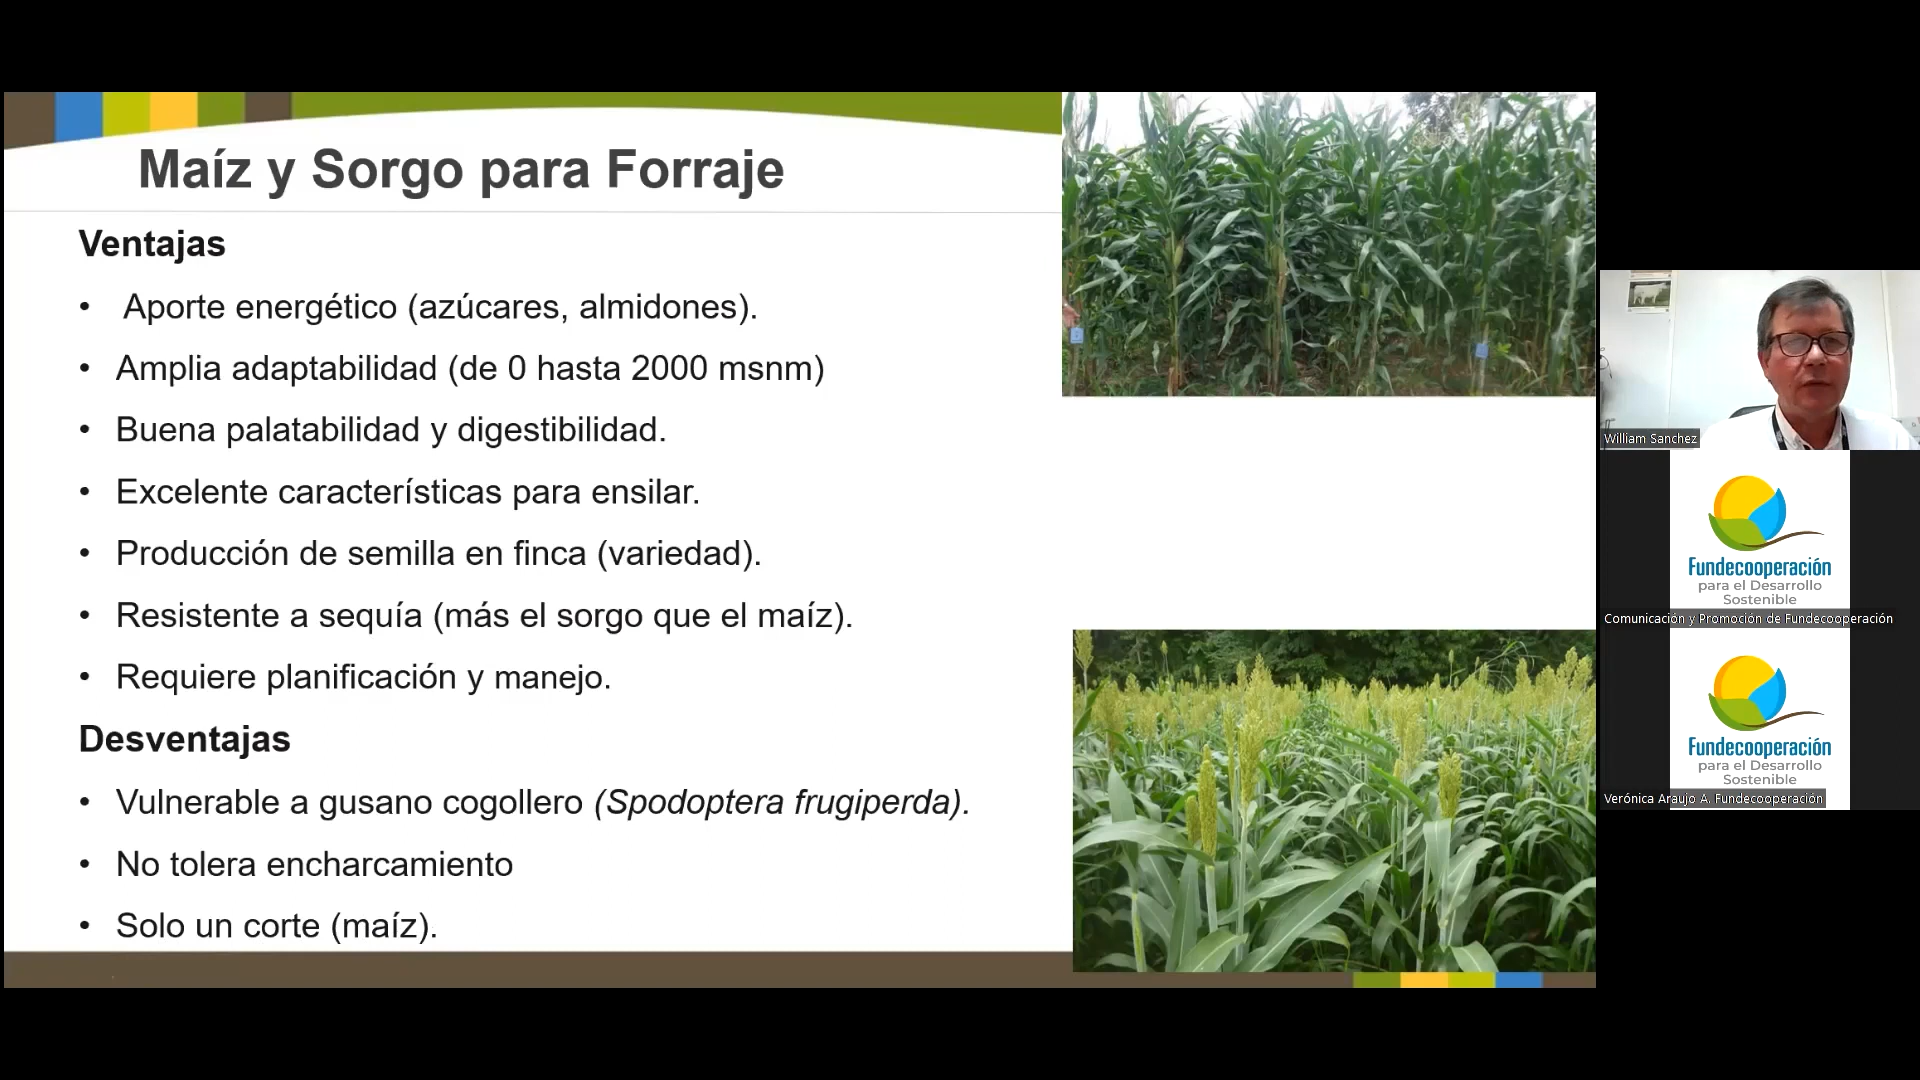 Maíz y Sorgo para Forraje
Ventajas
• Aporte energético (azúcares, almidones).
• Amplia adaptabilidad (de 0 hasta 2000 msnm)
• Buena palatabilidad y digestibilidad.
• Excelente características para ensilar.
• Producción de semilla en finca (variedad).
• Resistente a sequía (más el sorgo que el maíz).
• Requiere planificación y manejo.
Desventajas
• Vulnerable a gusano cogollero (Spodoptera frugiperda).
• No tolera encharcamiento
• Solo un corte (maíz).
William Sanchez
Fundecooperación
para el Desarrollo
Sostenible
Comunicación y Promoción de Fundecooperación
Fundecooperación
para el Desarrollo
Sostenible
Verónica Araujo A. Fundecooperación